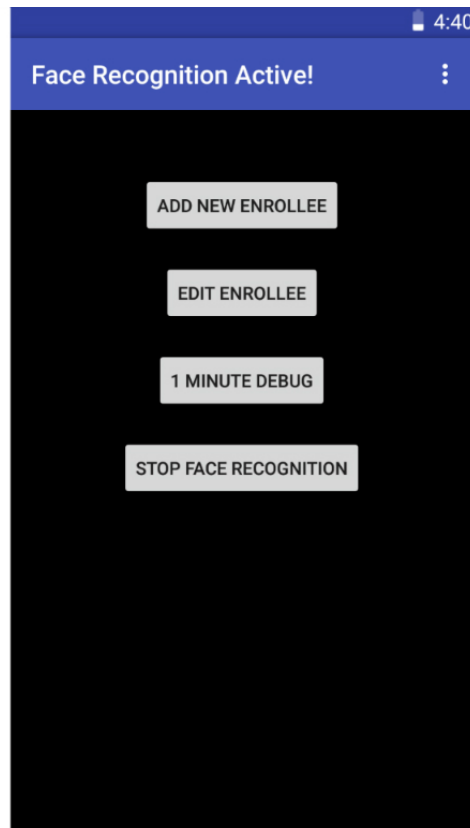 4:40
Face Recognition Active!
ADD NEW ENROLLEE
EDIT ENROLLEE
1 MINUTE DEBUG
STOP FACE RECOGNITION